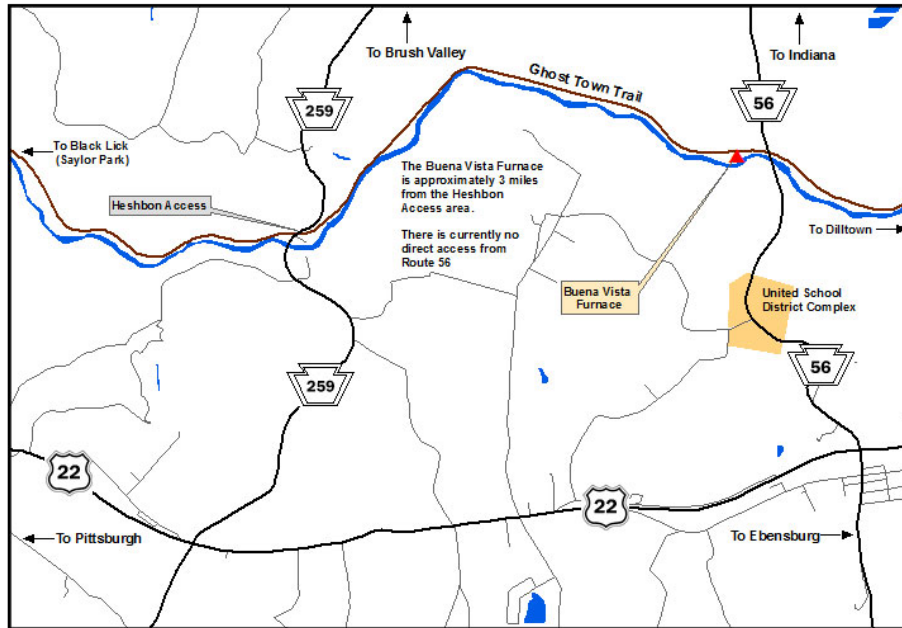 To Brush Valley
To Indiana
Ghost Town Trail
259
56
To Black Lick
(Saylor Park)
The Buena Vista Furnace
is approximately 3 miles
from the Heshbon
Access area.
Heshbon Access
There is currently no
direct access from
Route 56
To Dilltown
Buena Vista
Furnace
United School
District Complex
259
56
22
22
To Pittsburgh
To Ebensburg